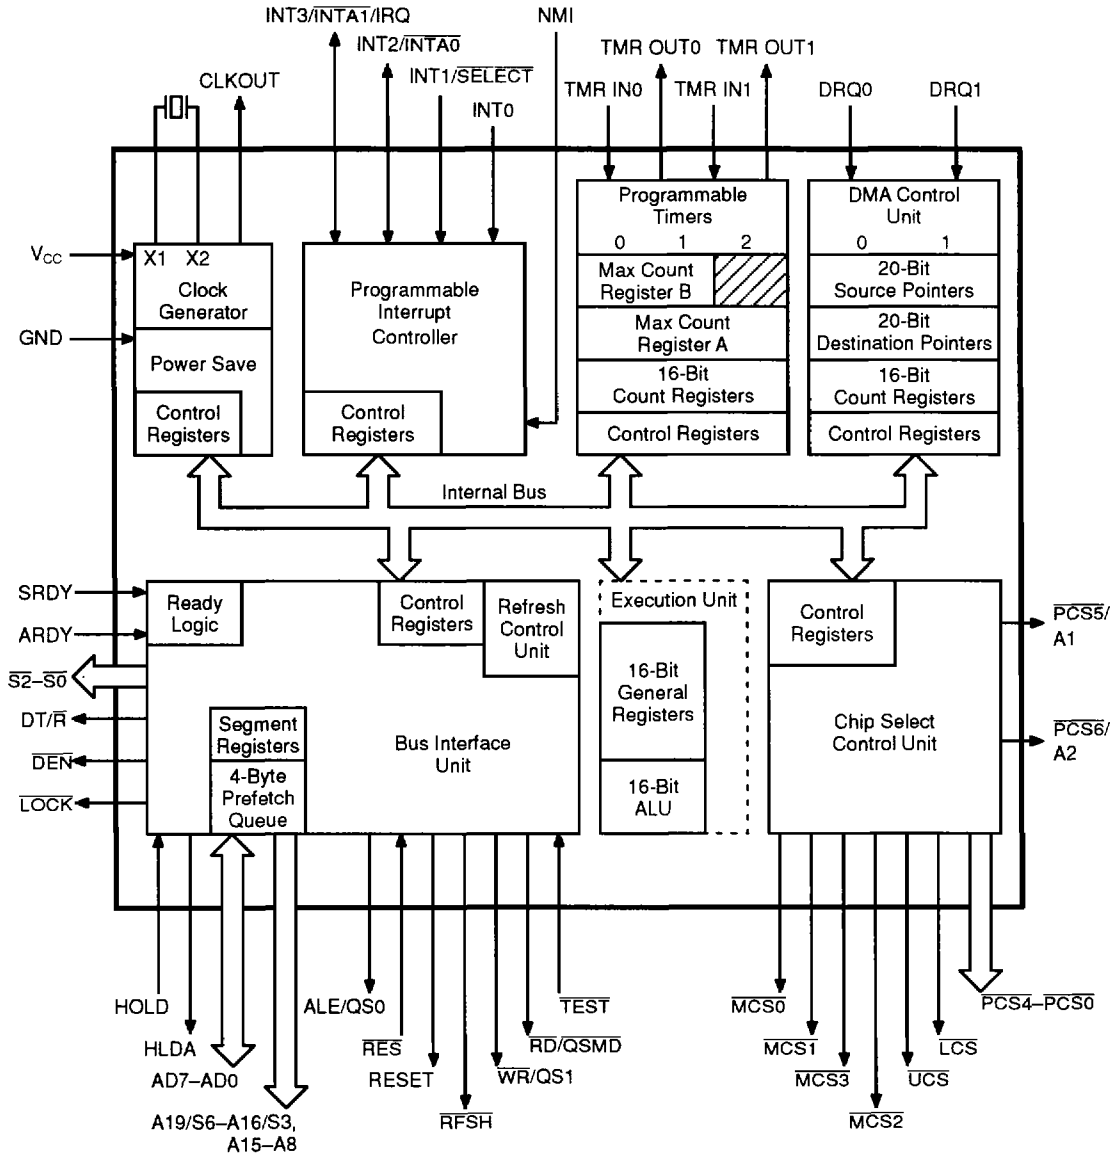 INT3/INTA1/IRQ
NMI
INT2/INTA0
TMR OUT0 TMR OUT1
CLKOUT
INT1/SELECT
TMR IN0 TMR IN1
DRQ0 DRQ1
INT0
VCC
GND
X1 X2
Clock
Generator
Power Save
Control
Registers
Programmable
Interrupt
Controller
Control
Registers
Programmable
Timers
0 1 2
Max Count
Register B
Max Count
Register A
16-Bit
Count Registers
Control Registers
DMA Control
Unit
0 1
20-Bit
Source Pointers
20-Bit
Destination Pointers
16-Bit
Count Registers
Control Registers
Internal Bus
SRDY
ARDY
S2–S0
DT/R
DEN
LOCK
Ready
Logic
Control
Registers
Refresh
Control
Unit
Segment
Registers
4-Byte
Prefetch
Queue
Bus Interface
Unit
Execution Unit
16-Bit
General
Registers
16-Bit
ALU
Control
Registers
Chip Select
Control Unit
PCS5/
A1
PCS6/
A2
HOLD
HLDA
AD7–AD0
A19/S6–A16/S3,
A15–A8
ALE/QS0
RES
RESET
RFSH
WR/QS1
RD/QSMD
TEST
MCS0
MCS1
MCS3
MCS2
UCS
LCS
PCS4–PCS0